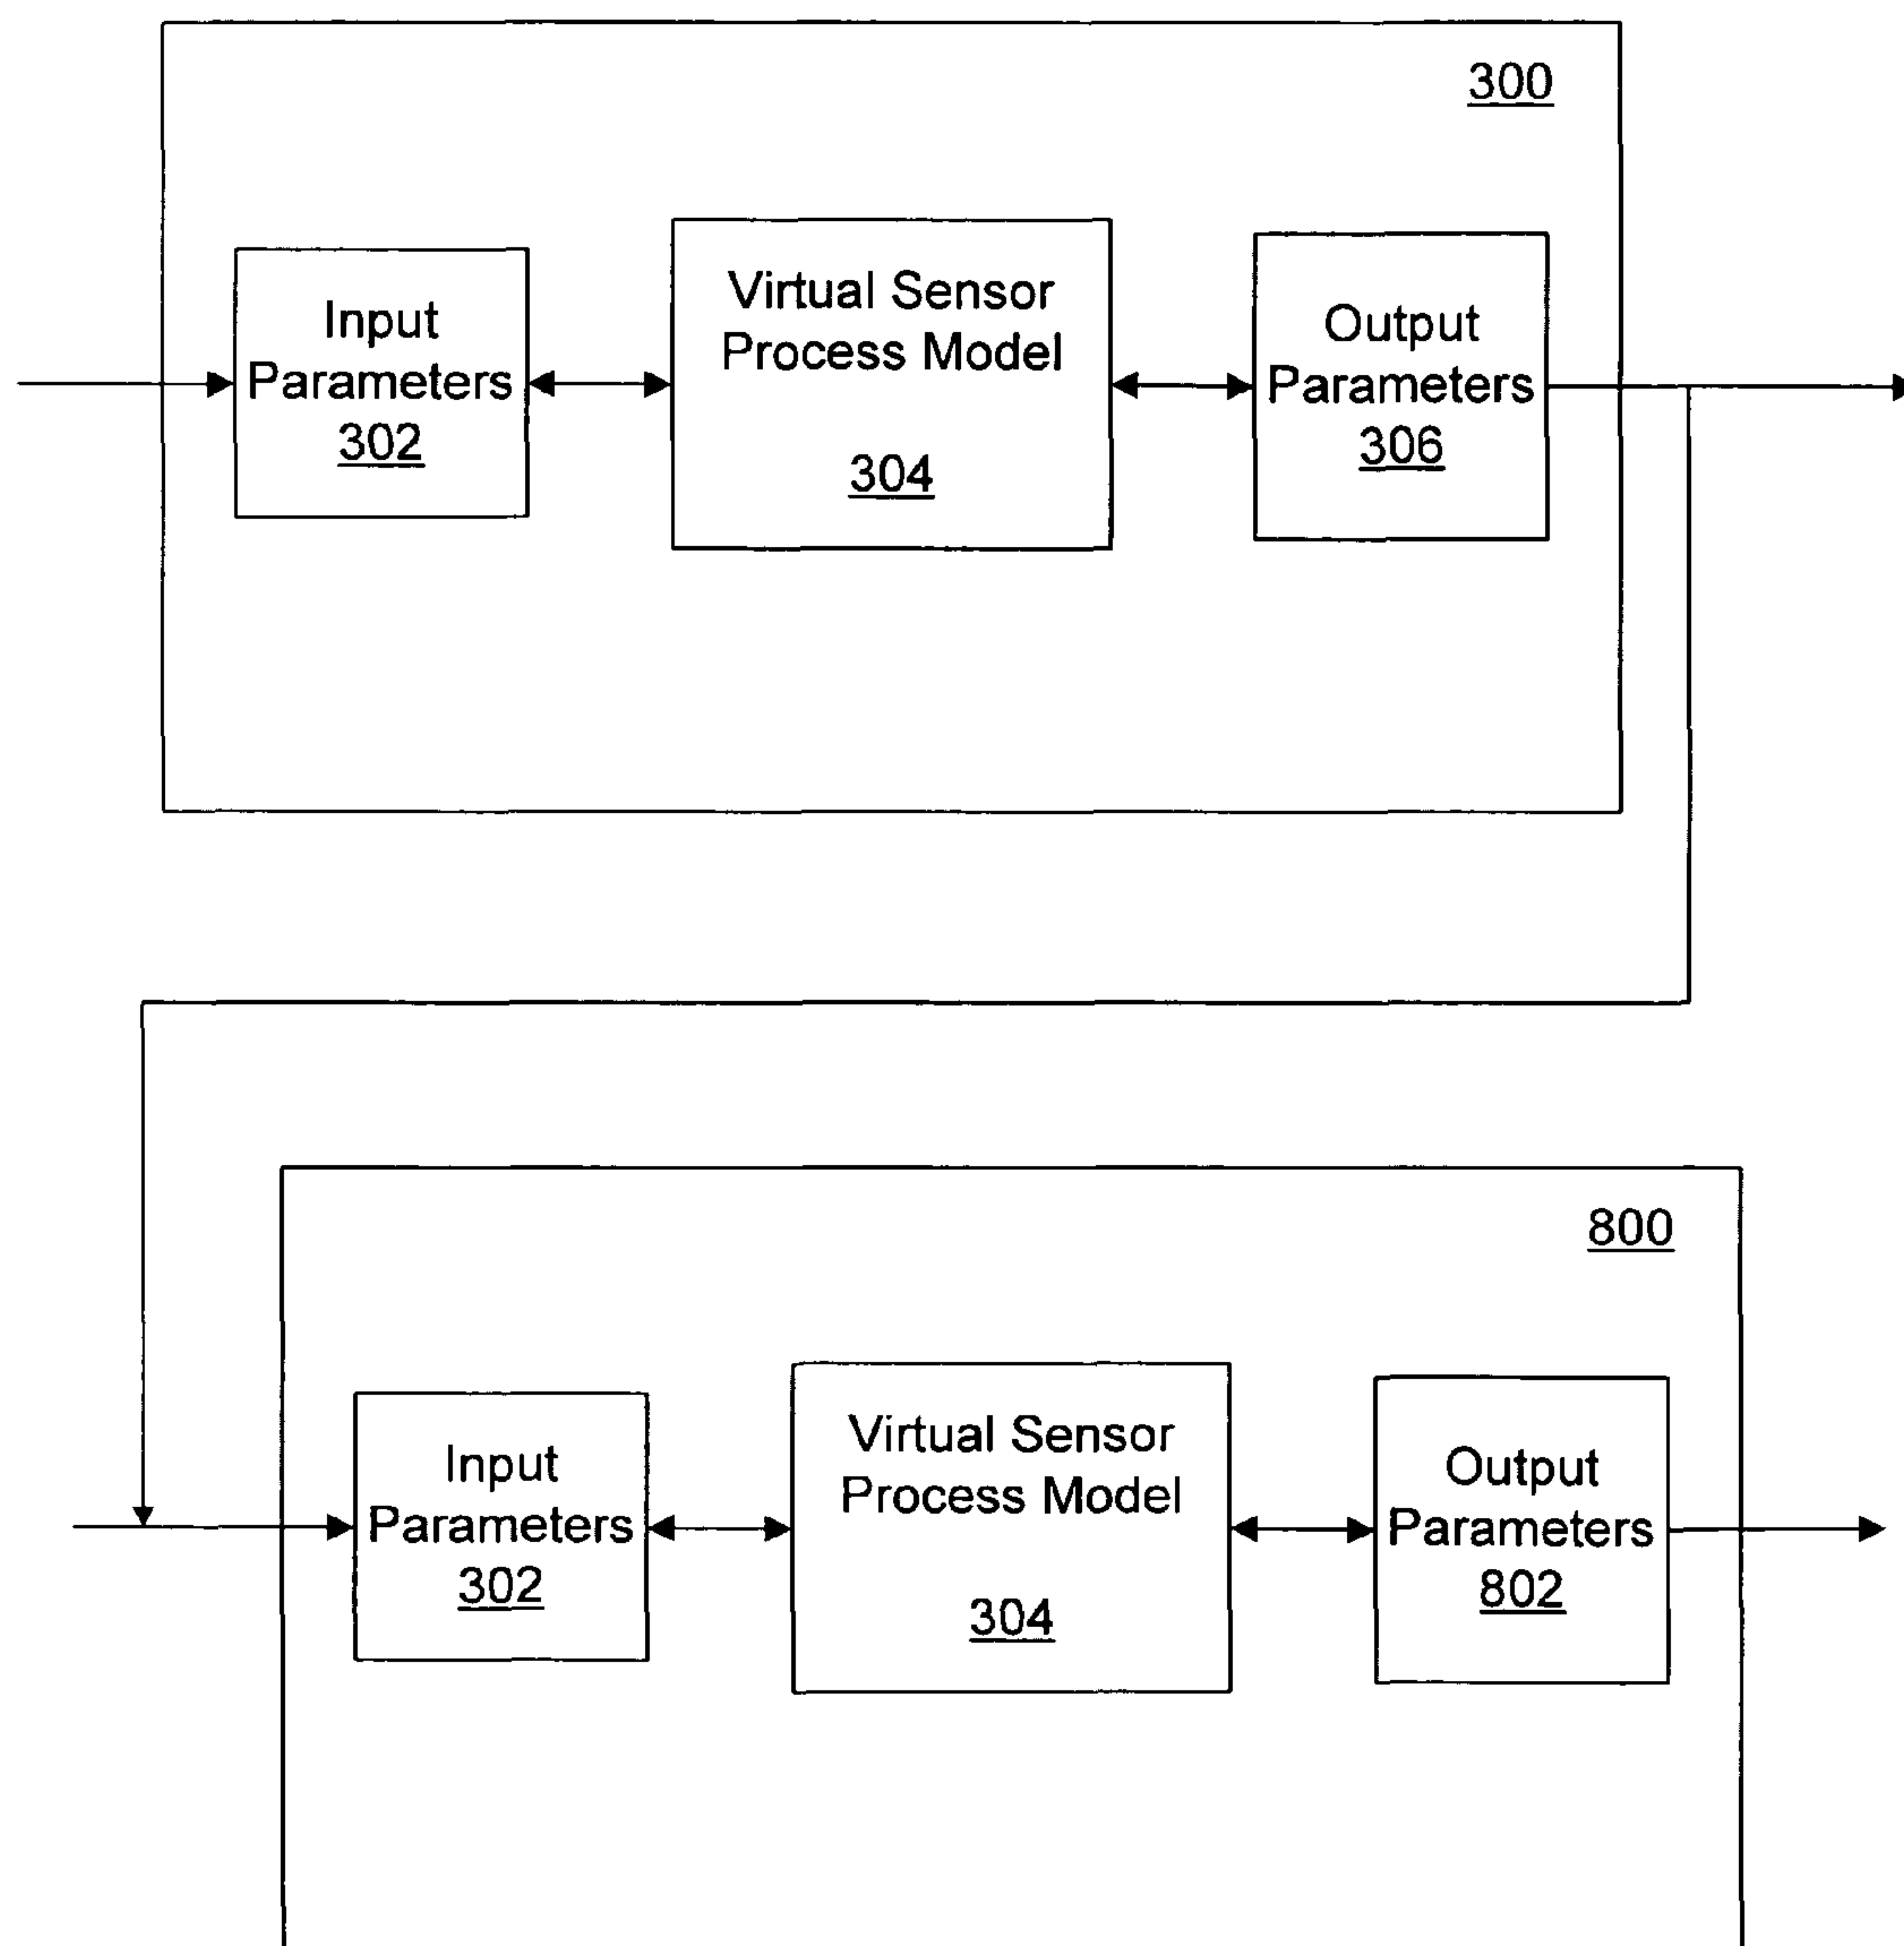 300
Input
Parameters
302
Virtual Sensor
Process Model
304
Output
Parameters
306
800
Input
Parameters
302
Virtual Sensor
Process Model
304
Output
Parameters
802